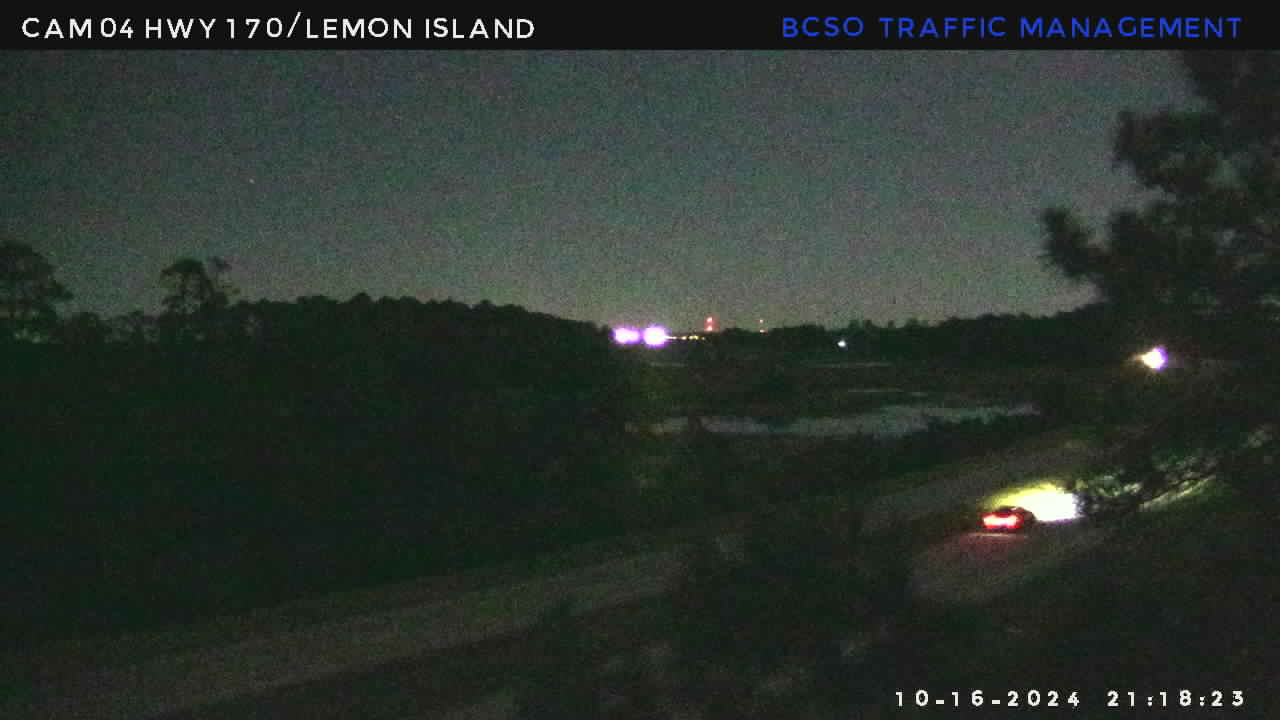 CAM04 HWY 170/LEMON ISLAND
BCSO TRAFFIC MANAGEMENT
10-16-2024 21:18:23